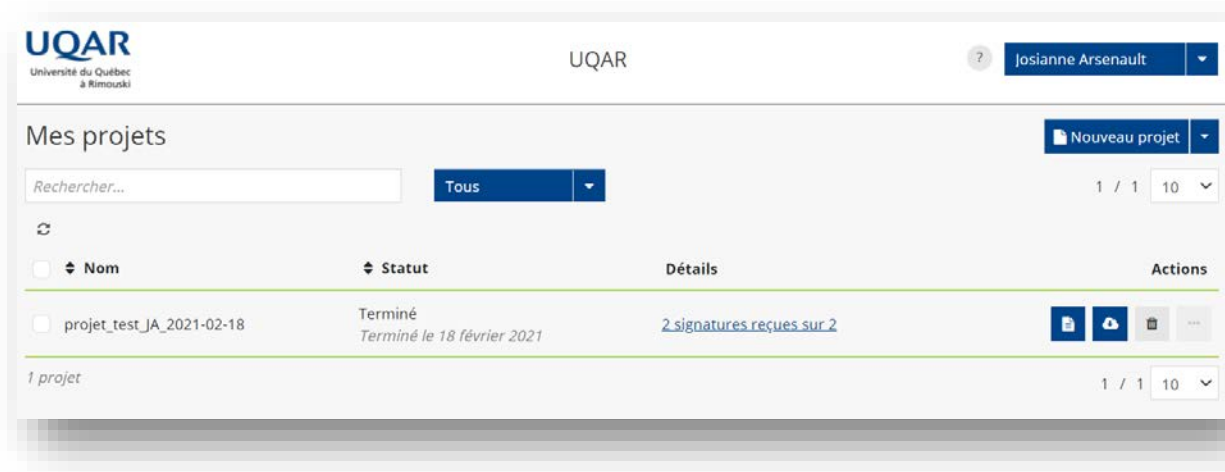 UQAR
Université du Québec
à Rimouski
UQAR
?
Josianne Arsenault
Mes projets
Nouveau projet
Rechercher...
Tous
1 / 1 10
Nom
Statut
Détails
Actions
projet_test_JA_2021-02-18
Terminé
Terminé le 18 février 2021
2 signatures reçues sur 2
1 projet
1 / 1 10